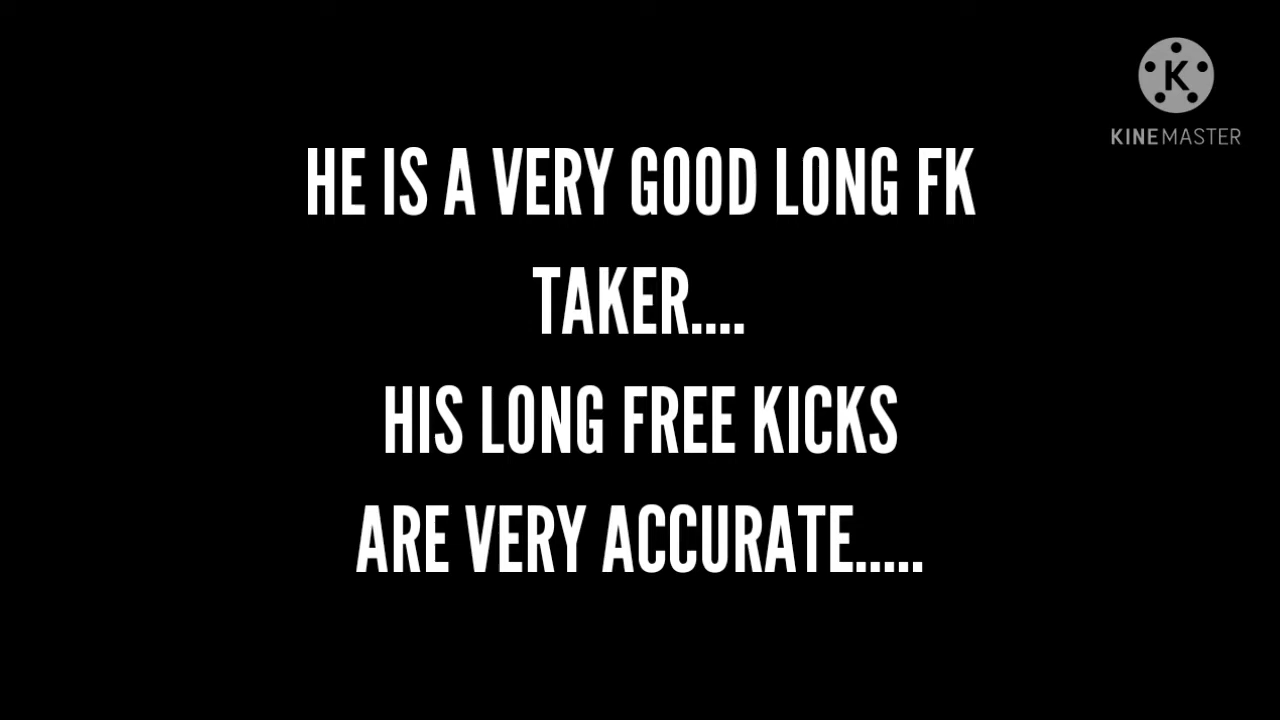 K
KINEMASTER
HE IS A VERY GOOD LONG FK
TAKER....
HIS LONG FREE KICKS
ARE VERY ACCURATE.....